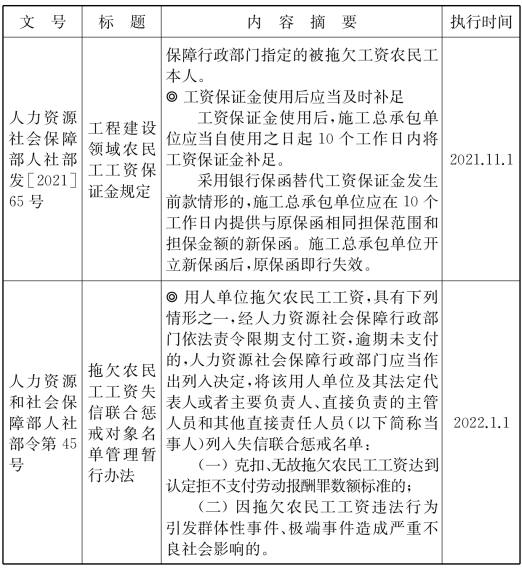 文 号 标 题 内 容 摘 要 执行时间
人力资源
社会保障
部人社部
发［2021］
65 号
工程建设
领域农民
工工资保
证金规定
保障行政部门指定的被拖欠工资农民工
本人。
◎ 工资保证金使用后应当及时补足
工资保证金使用后,施工总承包单
位应当自使用之日起 10 个工作日内将
工资保证金补足。
采用银行保函替代工资保证金发生
前款情形的,施工总承包单位应在 10 个
工作日内提供与原保函相同担保范围和
担保金额的新保函。施工总承包单位开
立新保函后,原保函即行失效。
2021.11.1
人力资源
和社会保
障部人社
部令第 45
号
拖欠农民
工工资失
信联合惩
戒对象名
单管理暂
行办法
◎ 用人单位拖欠农民工工资,具有下列
情形之一,经人力资源社会保障行政部
门依法责令限期支付工资,逾期未支付
的,人力资源社会保障行政部门应当作
出列入决定,将该用人单位及其法定代
表人或者主要负责人、直接负责的主管
人员和其他直接责任人员(以下简称当
事人)列入失信联合惩戒名单:
(一) 克扣、无故拖欠农民工工资达到
认定拒不支付劳动报酬罪数额标准的;
(二) 因拖欠农民工工资违法行为
引发群体性事件、极端事件造成严重不
良社会影响的。
2022.1.1